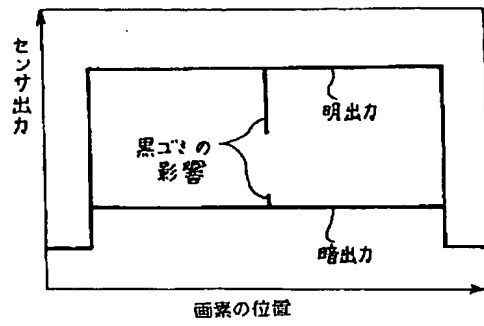 センサ出力
明出力
黒ゴミの
影響
暗出力
画素の位置